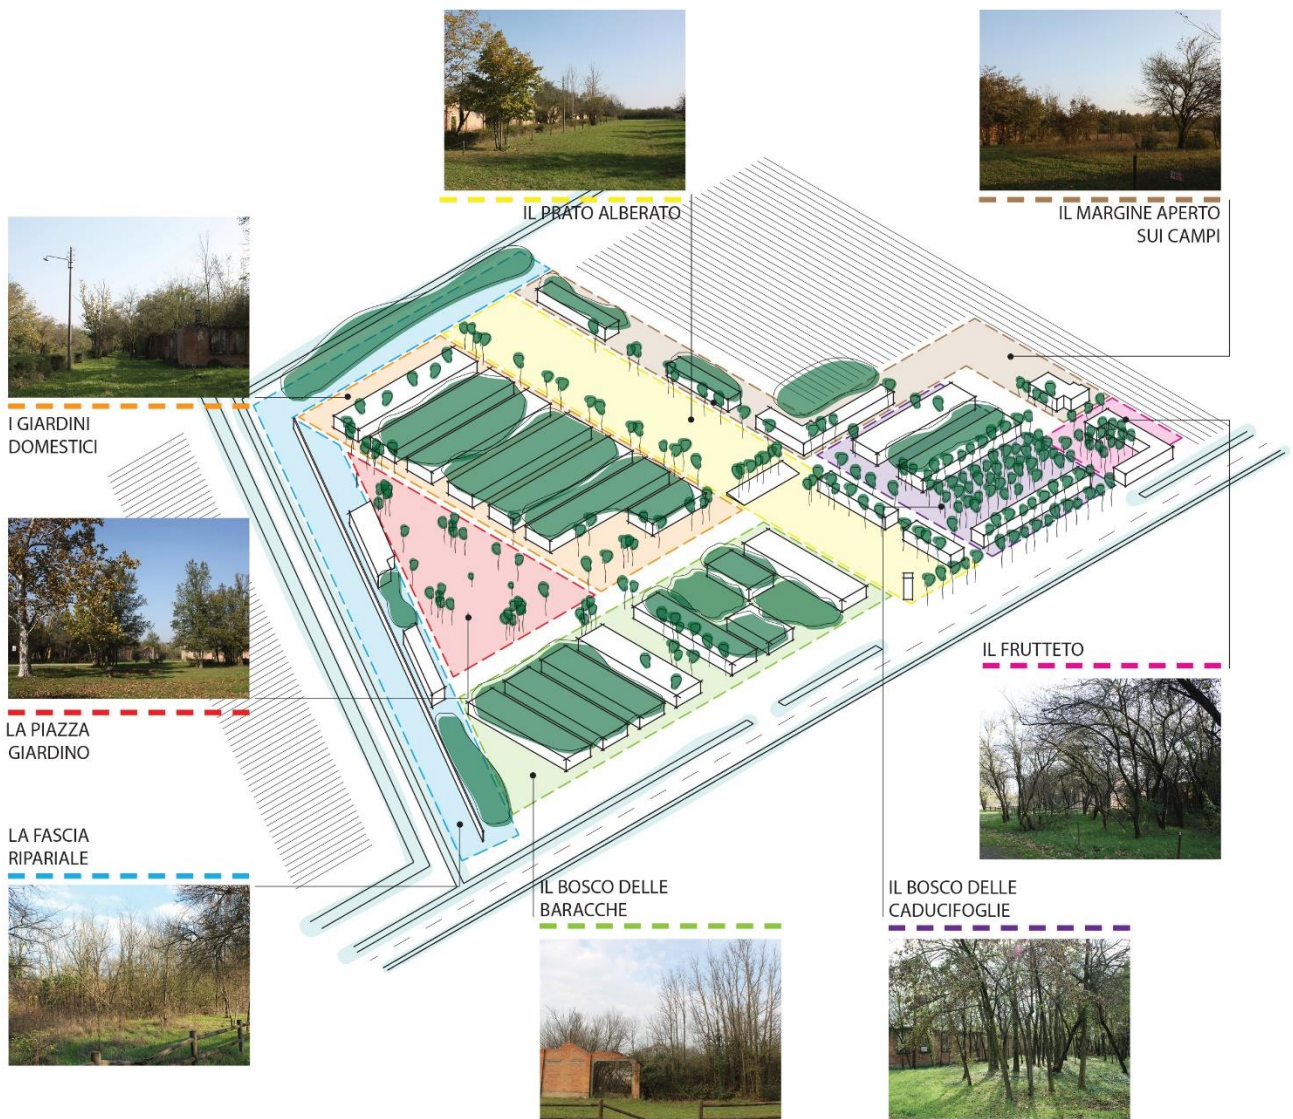 IL PRATO ALBERATO
IL MARGINE APERTO
SUI CAMPI
I GIARDINI
DOMESTICI
LA PIAZZA
GIARDINO
IL FRUTTETO
LA FASCIA
RIPARIALE
IL BOSCO DELLE
BARACCHE
IL BOSCO DELLE
CADUCIFOGLIE